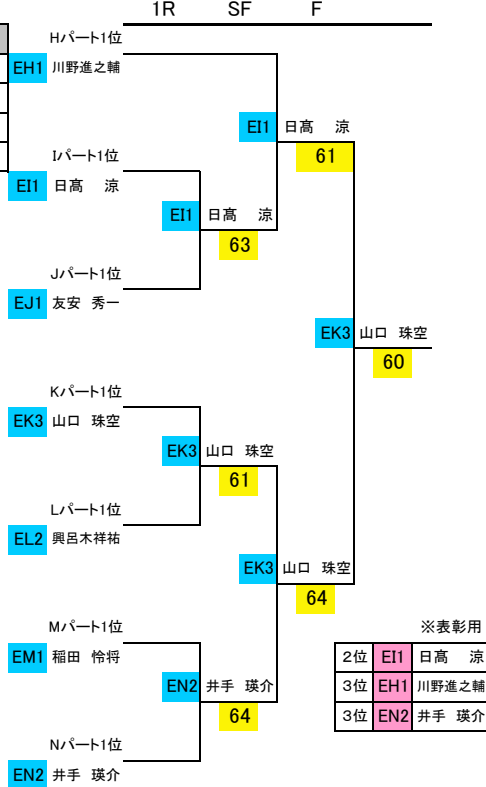 1R SF F
Hパート1位
EH1 川野進之輔
EI1 日髙 涼
61
Iパート1位
EI1 日髙 涼
EI1 日髙 涼
63
Jパート1位
EJ1 友安 秀一
EK3 山口 珠空
60
Kパート1位
EK3 山口 珠空
EK3 山口 珠空
61
Lパート1位
EL2 興呂木祥祐
EK3 山口 珠空
64
Mパート1位
EM1 稲田 怜将
EN2 井手 瑛介
64
Nパート1位
EN2 井手 瑛介
※表彰用
2位 EI1 日髙 涼
3位 EH1 川野進之輔
3位 EN2 井手 瑛介